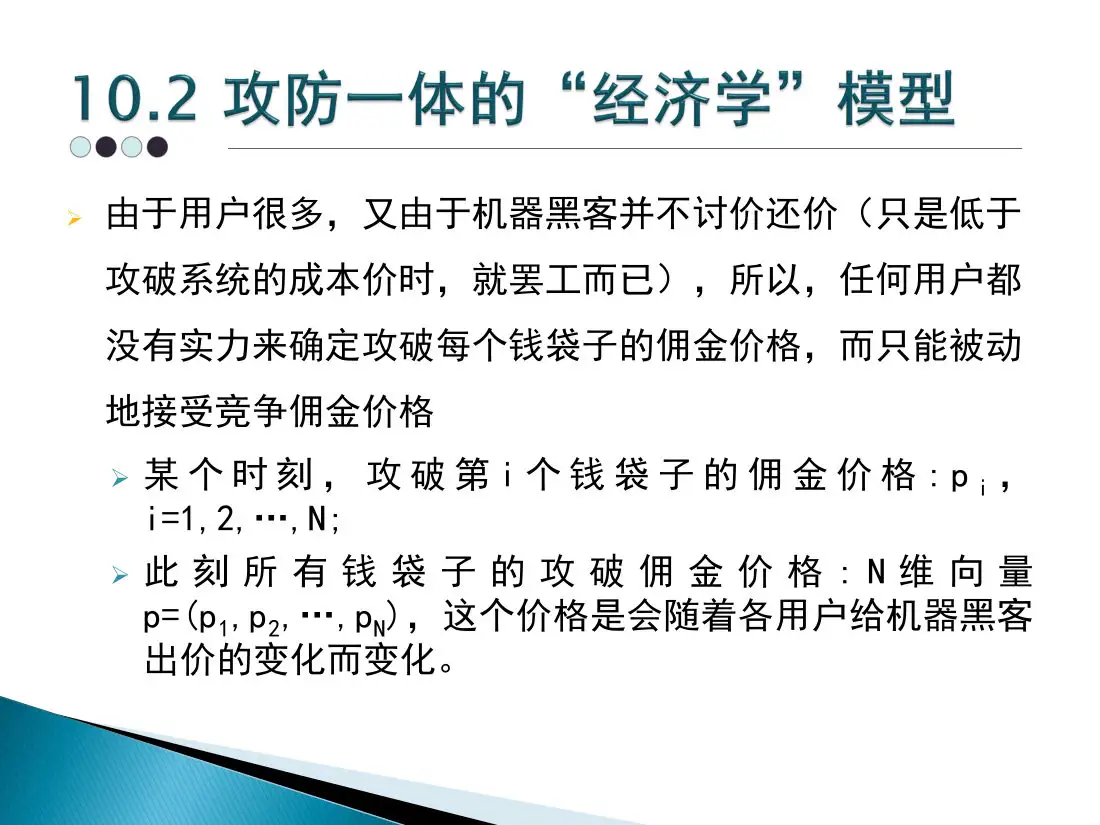 10.2 攻防一体的“经济学”模型
由于用户很多，又由于机器黑客并不讨价还价（只是低于
攻破系统的成本价时，就罢工而已），所以，任何用户都
没有实力来确定攻破每个钱袋子的佣金价格，而只能被动
地接受竞争佣金价格
某个时刻，攻破第i个钱袋子的佣金价格:p i，
i=1,2,…,N;
此刻所有钱袋子的攻破佣金价格:N维向量
p=(p1,p2,…,pN)，这个价格是会随着各用户给机器黑客
出价的变化而变化。